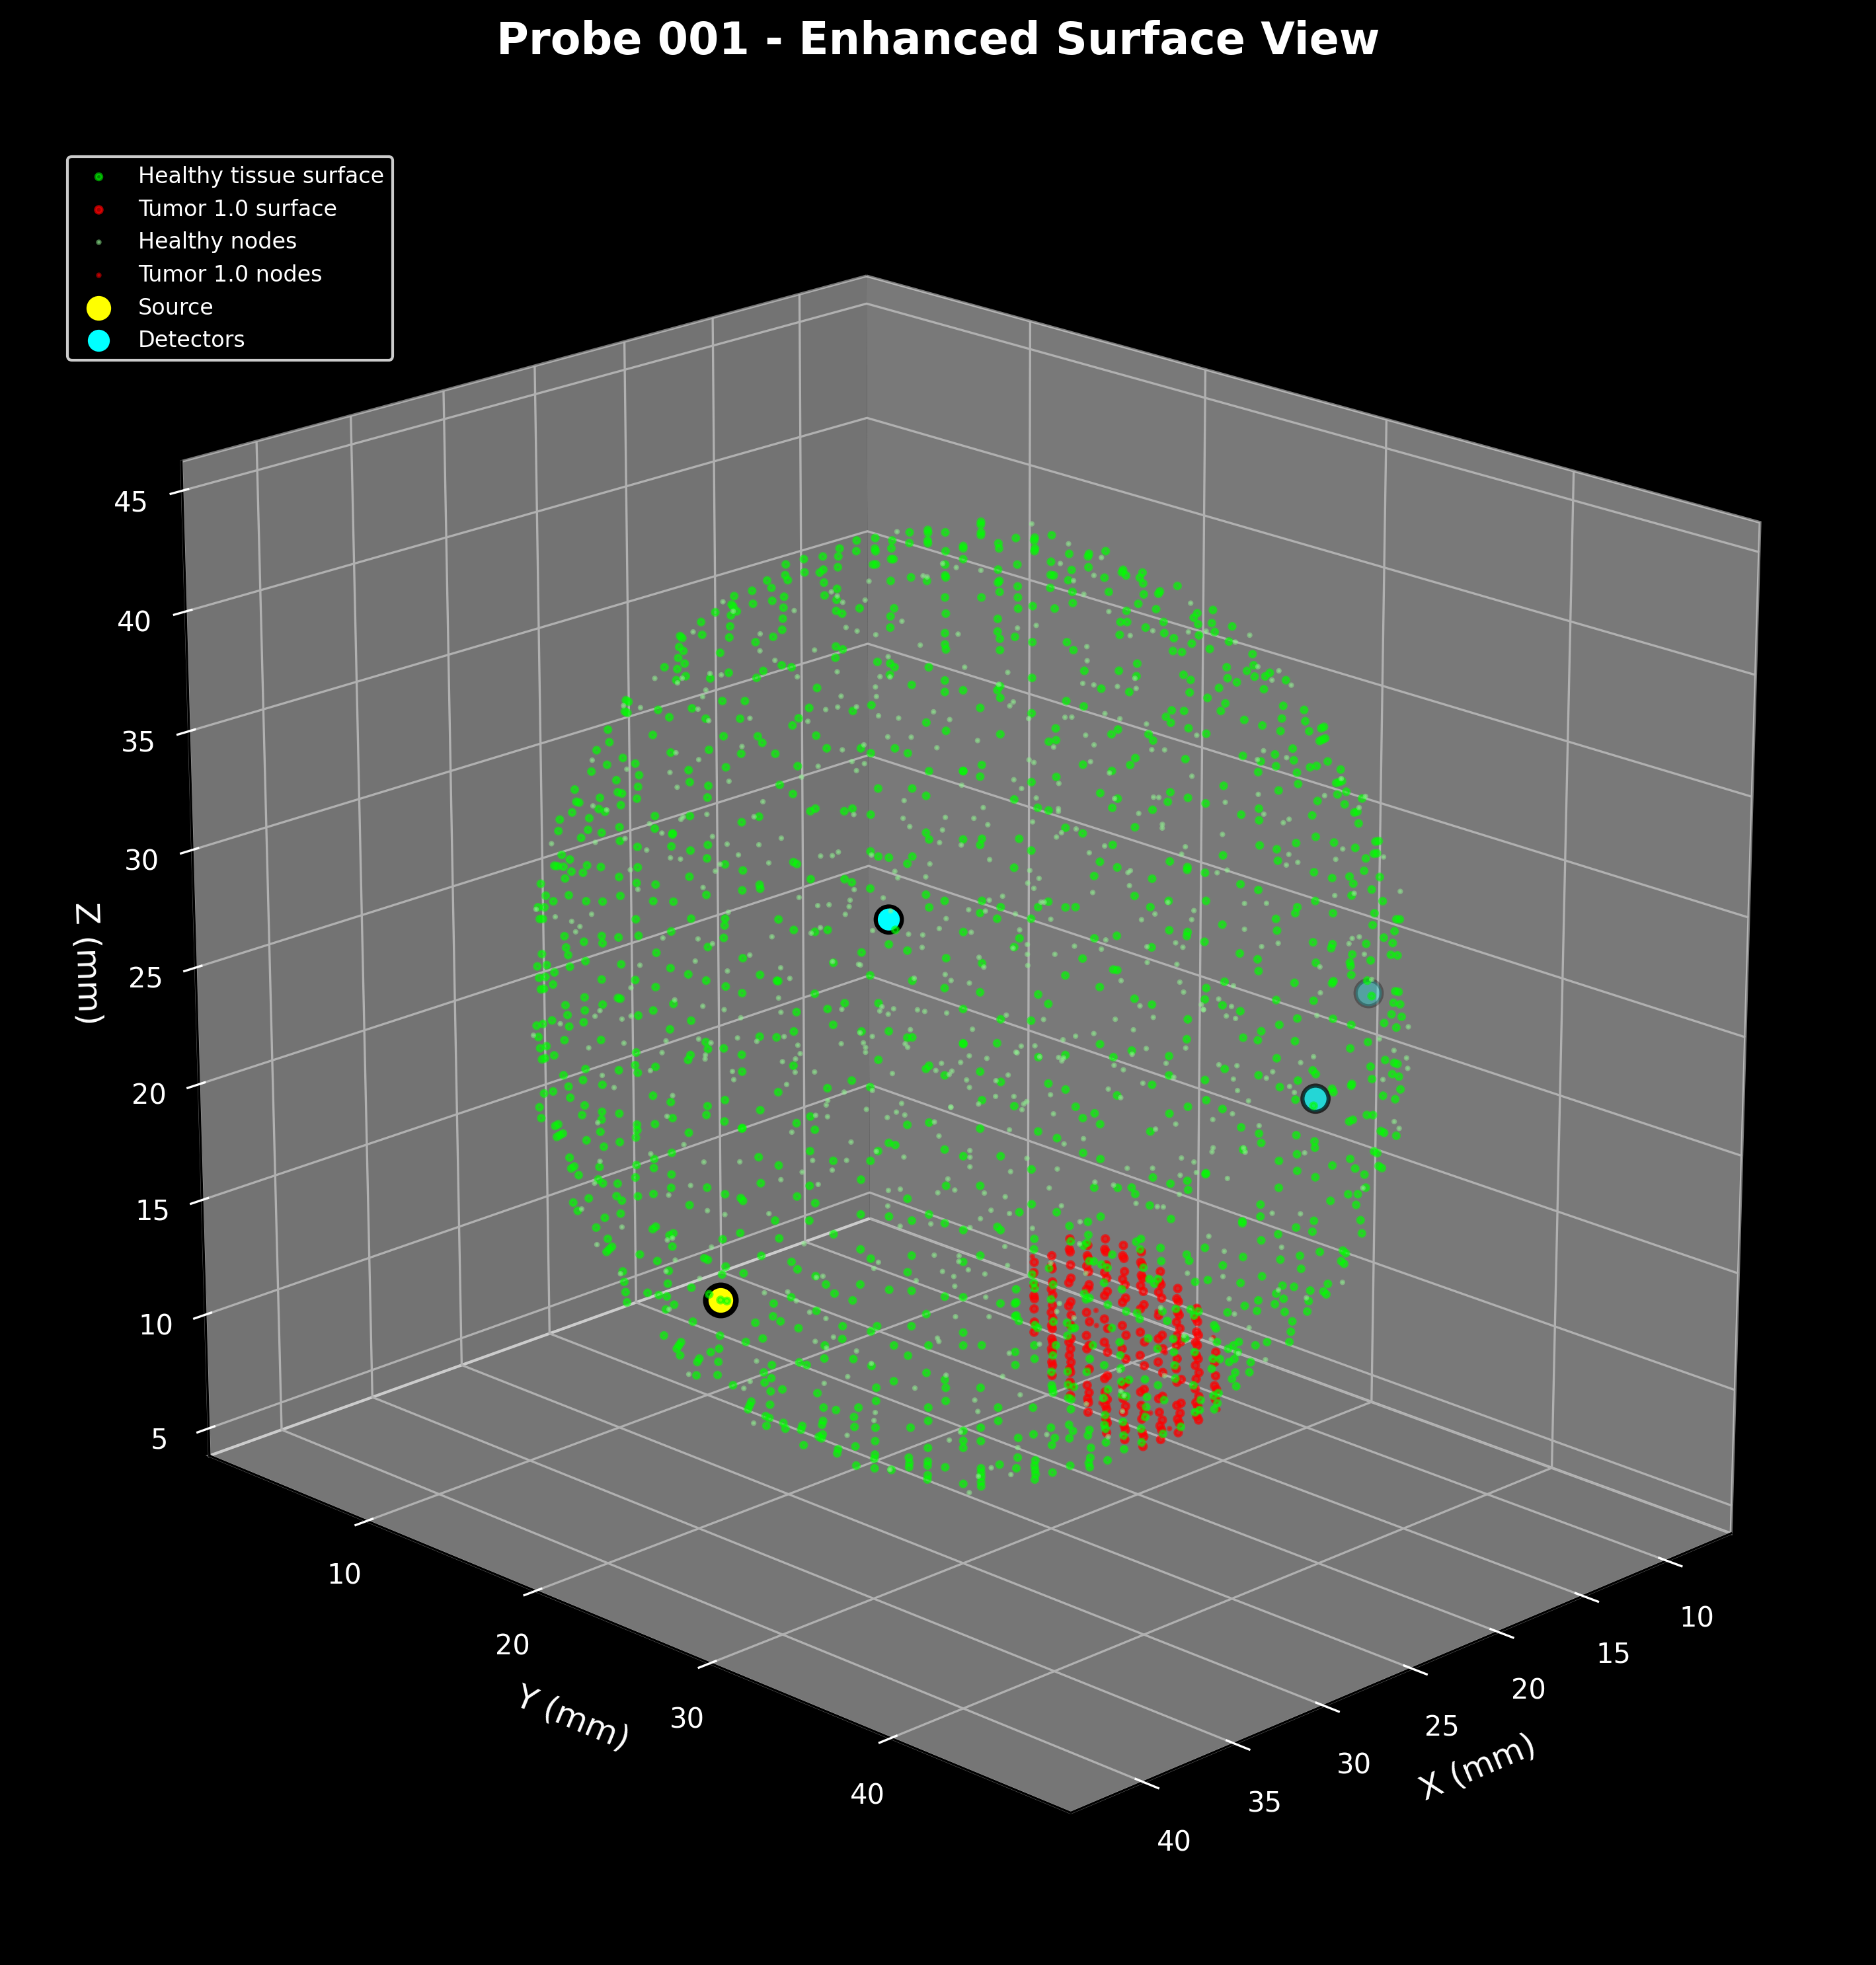 Probe 001 - Enhanced Surface View
Healthy tissue surface
Tumor 1.0 surface
Healthy nodes
Tumor 1.0 nodes
Source
Detectors
45
40
35
30
25
20
15
10
5
Z (mm)
10
20
30
40
Y (mm)
10
15
20
25
30
35
40
X (mm)